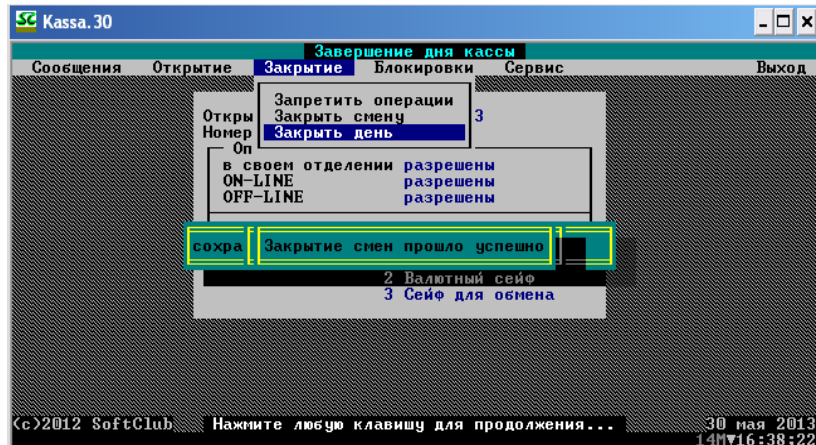 Kassa.30
Завершение дня кассы
Сообщения Открытие Закрытие Блокировки Сервис Выход
Запретить операции
Откры Закрыть смену 3
Номер Закрыть день
Оп
в своем отделении разрешены
ON-LINE разрешены
OFF-LINE разрешены
сохра Закрытие смен прошло успешно
2 Валютный сейф
3 Сейф для обмена
(c)2012 SoftClub Нажмите любую клавишу для продолжения... 30 мая 2013
14M▼16:38:22